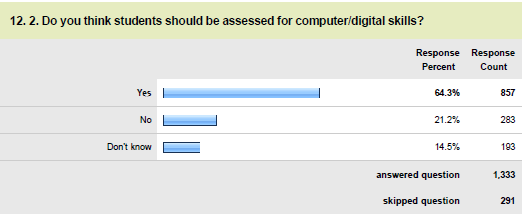 12. 2. Do you think students should be assessed for computer/digital skills?
Response Percent Response Count
Yes 64.3% 857
No 21.2% 283
Don't know 14.5% 193
answered question 1,333
skipped question 291